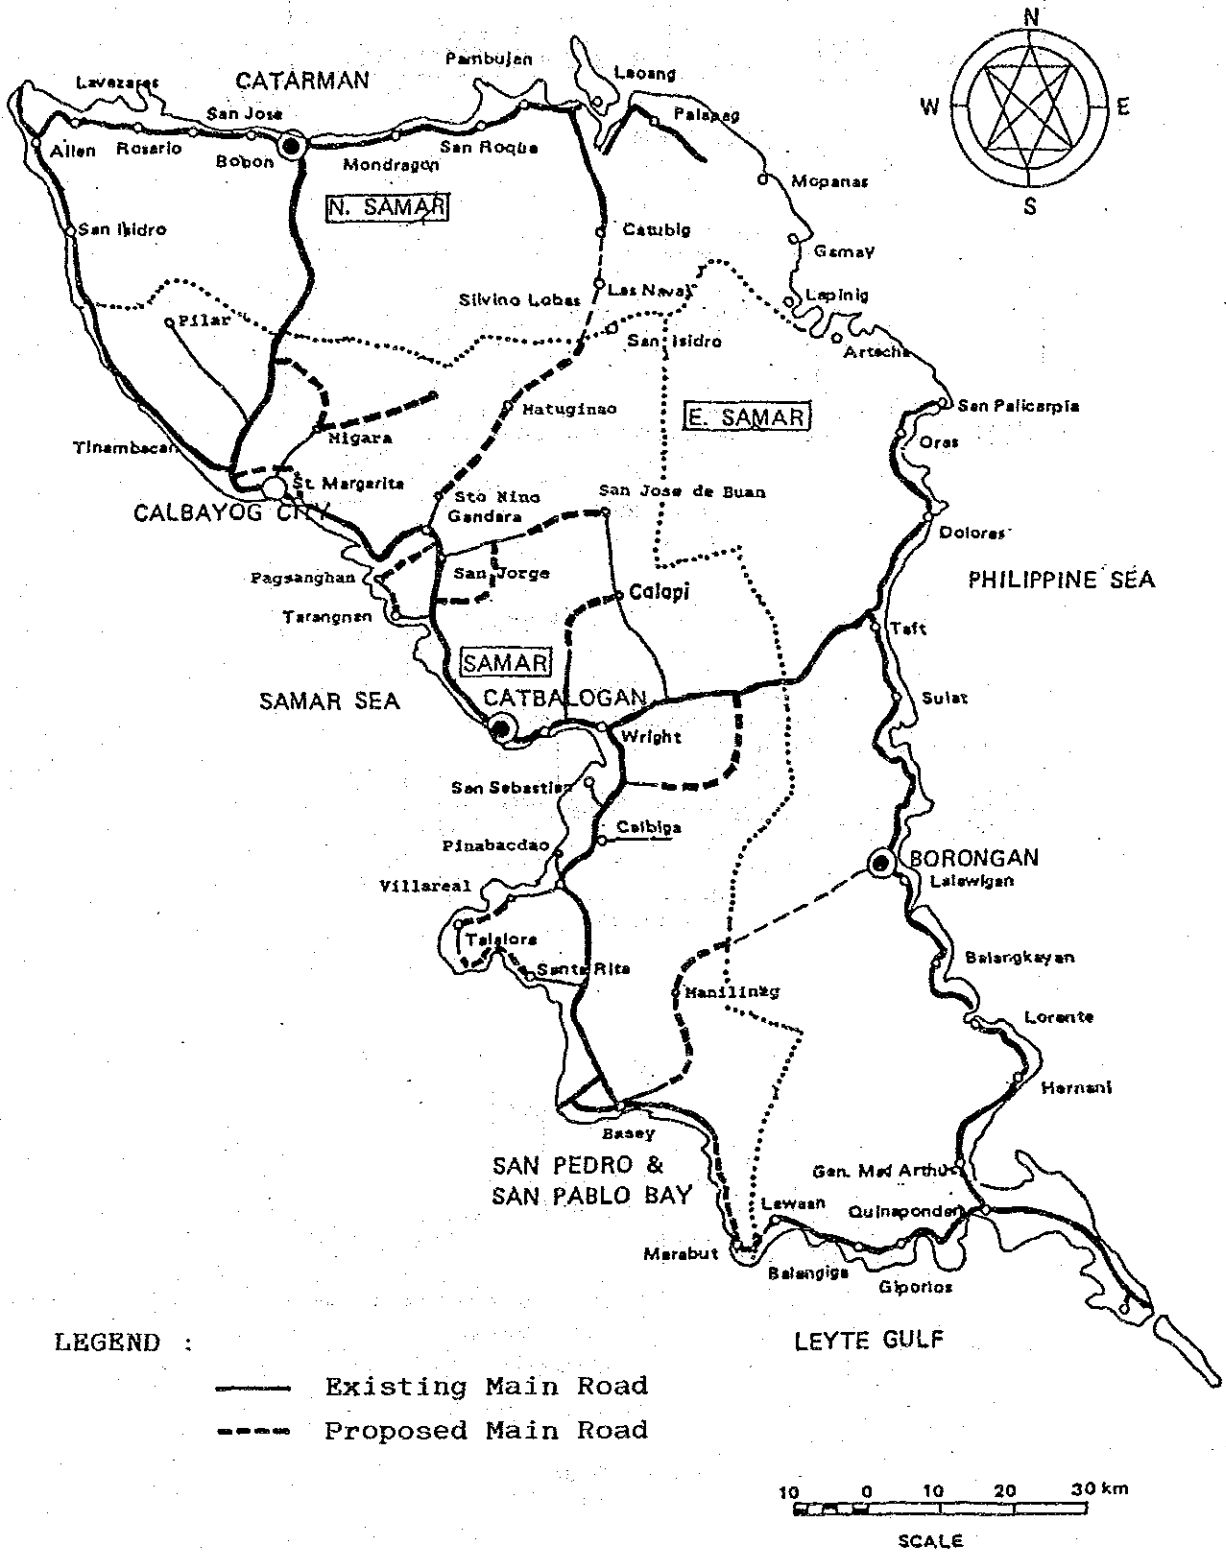 N
Pambujan
Laoang
CATARMAN
Lavezares
San Jose
Palapag
W
E
Allen
Rosario
Bobon
Mondragon
San Roque
Mopanas
S
N. SAMAR
San Isidro
Catubig
Gamay
Silvino Lobas
Las Navas
Lapinig
Pilar
San Isidro
Arteche
Matuginao
E. SAMAR
San Palicarpia
Migara
Oras
Tinambacan
St. Margarita
Sto Nino
San Jose de Buan
CALBAYOG CITY
Gandara
Dolores
Pagsanghan
San Jorge
PHILIPPINE SEA
Calapi
Tarangnan
Taft
SAMAR
SAMAR SEA
CATBALOGAN
Sulat
Wright
San Sebastian
Calbiga
Pinabacdao
BORONGAN
Villareal
Lalawigan
Talalora
Santa Rita
Balangkayan
Lorente
Hernani
Basey
SAN PEDRO &
SAN PABLO BAY
Gen. Mad Arthur
Lawaan
Quinapondan
Marabut
Balangiga
Giporlos
LEYTE GULF
LEGEND :
Existing Main Road
Proposed Main Road
10 0 10 20 30 km
SCALE